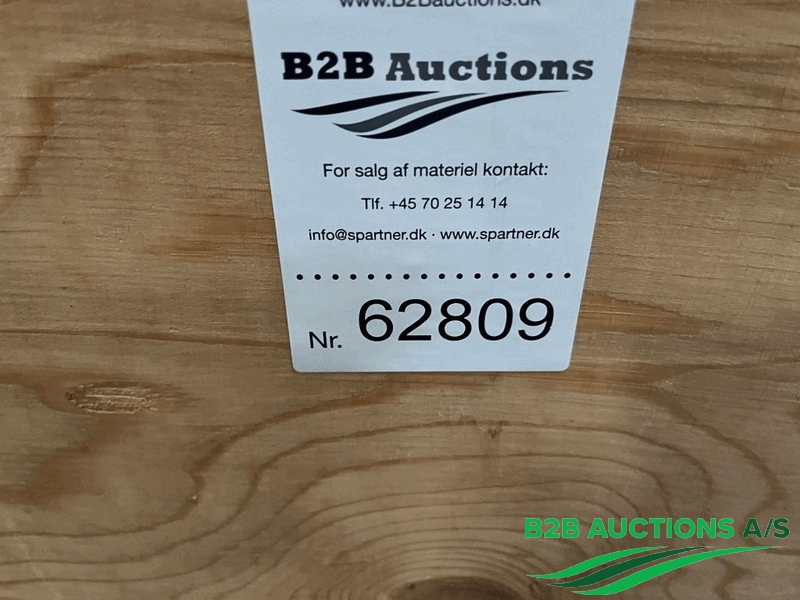 www.B2Bauctions.dk
B2B Auctions
For salg af materiel kontakt:
Tlf. +45 70 25 14 14
info@spartner.dk · www.spartner.dk
Nr. 62809
B2B AUCTIONS A/S